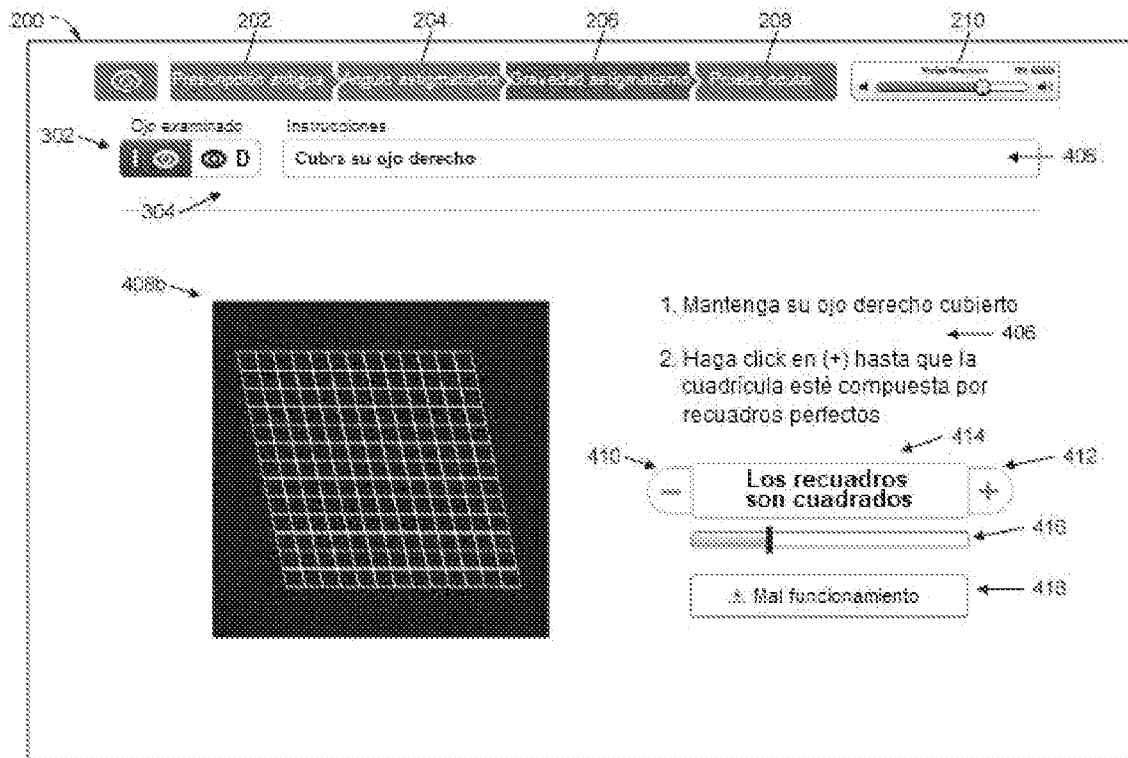 200
202
204
206
208
210
302
Ojo examinado
Instrucciones
I
D
Cubra su ojo derecho
405
304
408b
1. Mantenga su ojo derecho cubierto
406
2. Haga click en (+) hasta que la
cuadrícula esté compuesta por
recuadros perfectos
414
410
412
−
Los recuadros
son cuadrados
+
416
⚠ Mal funcionamiento
418